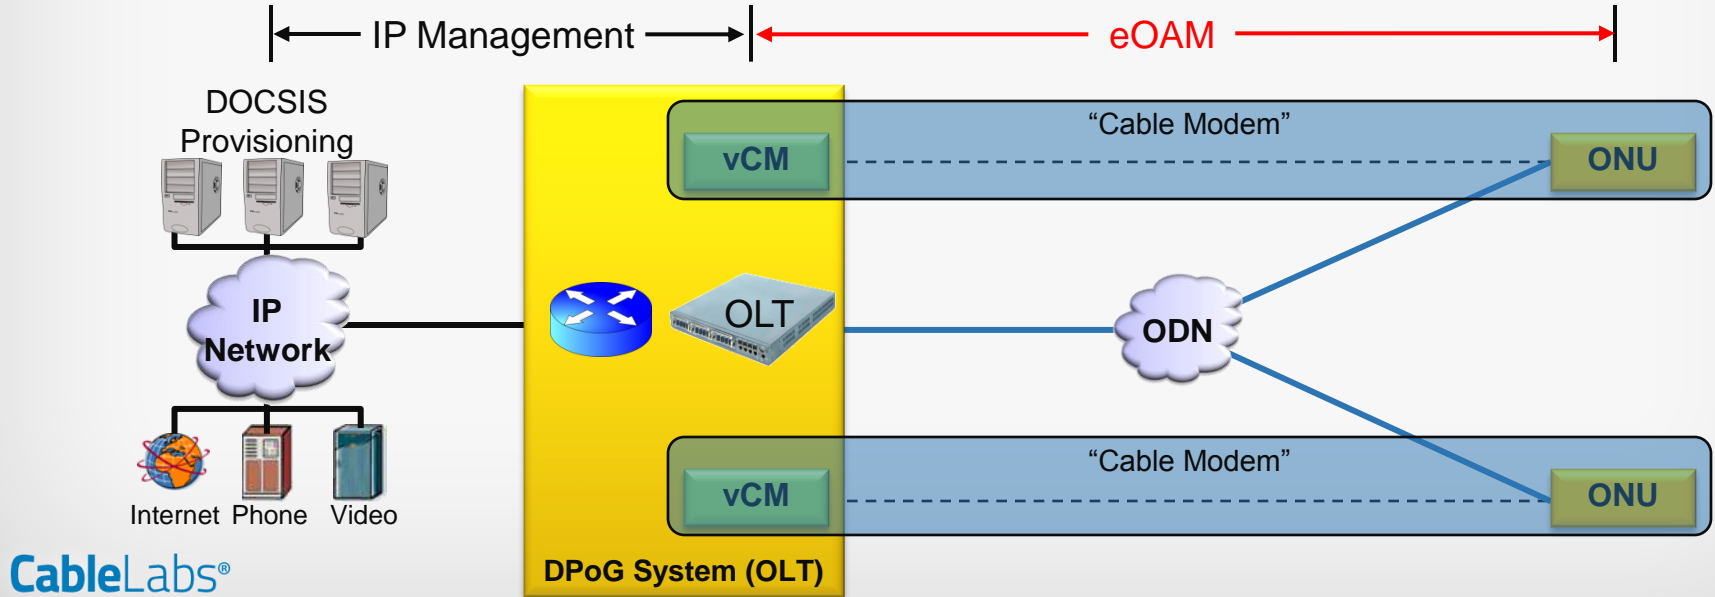 IP Management
eOAM
DOCSIS
Provisioning
“Cable Modem”
vCM
ONU
IP
Network
OLT
ODN
“Cable Modem”
vCM
ONU
Internet Phone Video
DPoG System (OLT)
CableLabs®